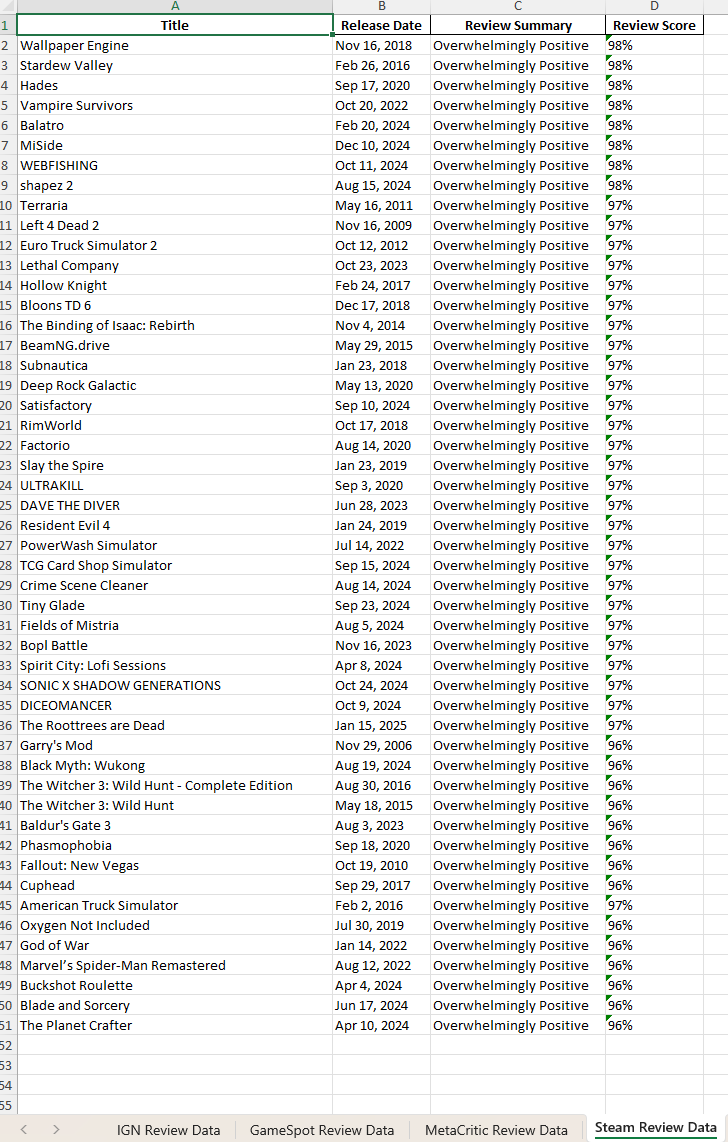 A B C D
1 Title Release Date Review Summary Review Score
2 Wallpaper Engine Nov 16, 2018 Overwhelmingly Positive 98%
3 Stardew Valley Feb 26, 2016 Overwhelmingly Positive 98%
4 Hades Sep 17, 2020 Overwhelmingly Positive 98%
5 Vampire Survivors Oct 20, 2022 Overwhelmingly Positive 98%
6 Balatro Feb 20, 2024 Overwhelmingly Positive 98%
7 MiSide Dec 10, 2024 Overwhelmingly Positive 98%
8 WEBFISHING Oct 11, 2024 Overwhelmingly Positive 98%
9 shapez 2 Aug 15, 2024 Overwhelmingly Positive 98%
10 Terraria May 16, 2011 Overwhelmingly Positive 97%
11 Left 4 Dead 2 Nov 16, 2009 Overwhelmingly Positive 97%
12 Euro Truck Simulator 2 Oct 12, 2012 Overwhelmingly Positive 97%
13 Lethal Company Oct 23, 2023 Overwhelmingly Positive 97%
14 Hollow Knight Feb 24, 2017 Overwhelmingly Positive 97%
15 Bloons TD 6 Dec 17, 2018 Overwhelmingly Positive 97%
16 The Binding of Isaac: Rebirth Nov 4, 2014 Overwhelmingly Positive 97%
17 BeamNG.drive May 29, 2015 Overwhelmingly Positive 97%
18 Subnautica Jan 23, 2018 Overwhelmingly Positive 97%
19 Deep Rock Galactic May 13, 2020 Overwhelmingly Positive 97%
20 Satisfactory Sep 10, 2024 Overwhelmingly Positive 97%
21 RimWorld Oct 17, 2018 Overwhelmingly Positive 97%
22 Factorio Aug 14, 2020 Overwhelmingly Positive 97%
23 Slay the Spire Jan 23, 2019 Overwhelmingly Positive 97%
24 ULTRAKILL Sep 3, 2020 Overwhelmingly Positive 97%
25 DAVE THE DIVER Jun 28, 2023 Overwhelmingly Positive 97%
26 Resident Evil 4 Jan 24, 2019 Overwhelmingly Positive 97%
27 PowerWash Simulator Jul 14, 2022 Overwhelmingly Positive 97%
28 TCG Card Shop Simulator Sep 15, 2024 Overwhelmingly Positive 97%
29 Crime Scene Cleaner Aug 14, 2024 Overwhelmingly Positive 97%
30 Tiny Glade Sep 23, 2024 Overwhelmingly Positive 97%
31 Fields of Mistria Aug 5, 2024 Overwhelmingly Positive 97%
32 Bopl Battle Nov 16, 2023 Overwhelmingly Positive 97%
33 Spirit City: Lofi Sessions Apr 8, 2024 Overwhelmingly Positive 97%
34 SONIC X SHADOW GENERATIONS Oct 24, 2024 Overwhelmingly Positive 97%
35 DICEOMANCER Oct 9, 2024 Overwhelmingly Positive 97%
36 The Roottrees are Dead Jan 15, 2025 Overwhelmingly Positive 97%
37 Garry's Mod Nov 29, 2006 Overwhelmingly Positive 96%
38 Black Myth: Wukong Aug 19, 2024 Overwhelmingly Positive 96%
39 The Witcher 3: Wild Hunt - Complete Edition Aug 30, 2016 Overwhelmingly Positive 96%
40 The Witcher 3: Wild Hunt May 18, 2015 Overwhelmingly Positive 96%
41 Baldur's Gate 3 Aug 3, 2023 Overwhelmingly Positive 96%
42 Phasmophobia Sep 18, 2020 Overwhelmingly Positive 96%
43 Fallout: New Vegas Oct 19, 2010 Overwhelmingly Positive 96%
44 Cuphead Sep 29, 2017 Overwhelmingly Positive 96%
45 American Truck Simulator Feb 2, 2016 Overwhelmingly Positive 97%
46 Oxygen Not Included Jul 30, 2019 Overwhelmingly Positive 96%
47 God of War Jan 14, 2022 Overwhelmingly Positive 96%
48 Marvel’s Spider-Man Remastered Aug 12, 2022 Overwhelmingly Positive 96%
49 Buckshot Roulette Apr 4, 2024 Overwhelmingly Positive 96%
50 Blade and Sorcery Jun 17, 2024 Overwhelmingly Positive 96%
51 The Planet Crafter Apr 10, 2024 Overwhelmingly Positive 96%
52
53
54
55
IGN Review Data GameSpot Review Data MetaCritic Review Data Steam Review Data